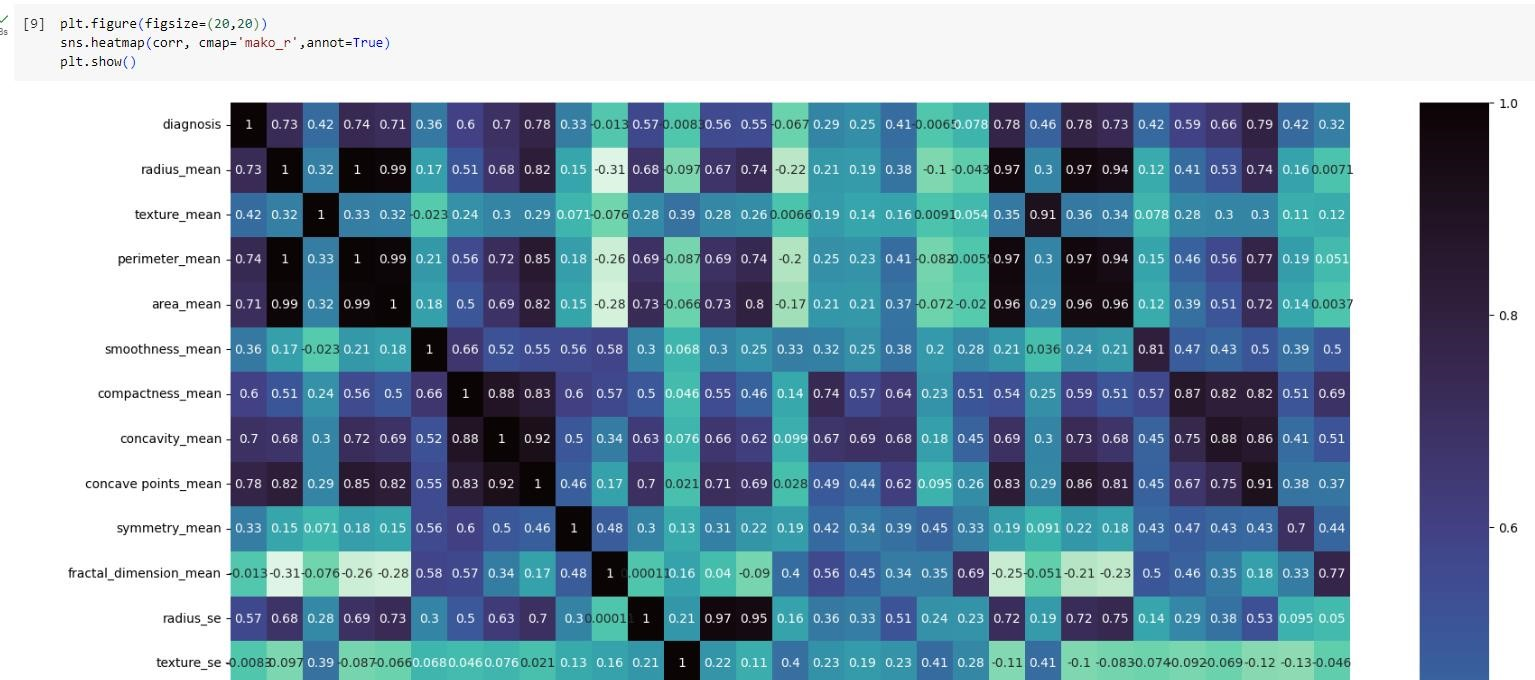 [9] plt.figure(figsize=(20,20))
sns.heatmap(corr, cmap='mako_r',annot=True)
plt.show()
diagnosis 1 0.73 0.42 0.74 0.71 0.36 0.6 0.7 0.78 0.33 -0.013 0.57 -0.0083 0.56 0.55 -0.067 0.29 0.25 0.41 -0.0065 0.078 0.78 0.46 0.78 0.73 0.42 0.59 0.66 0.79 0.42 0.32 1.0
radius_mean 0.73 1 0.32 1 0.99 0.17 0.51 0.68 0.82 0.15 -0.31 0.68 -0.097 0.67 0.74 -0.22 0.21 0.19 0.38 -0.1 -0.043 0.97 0.3 0.97 0.94 0.12 0.41 0.53 0.74 0.16 0.0071
texture_mean 0.42 0.32 1 0.33 0.32 -0.023 0.24 0.3 0.29 0.071 -0.076 0.28 0.39 0.28 0.26 0.0066 0.19 0.14 0.16 0.0091 0.054 0.35 0.91 0.36 0.34 0.078 0.28 0.3 0.3 0.11 0.12
perimeter_mean 0.74 1 0.33 1 0.99 0.21 0.56 0.72 0.85 0.18 -0.26 0.69 -0.087 0.69 0.74 -0.2 0.25 0.23 0.41 -0.082 -0.0055 0.97 0.3 0.97 0.94 0.15 0.46 0.56 0.77 0.19 0.051
area_mean 0.71 0.99 0.32 0.99 1 0.18 0.5 0.69 0.82 0.15 -0.28 0.73 -0.066 0.73 0.8 -0.17 0.21 0.21 0.37 -0.072 -0.02 0.96 0.29 0.96 0.96 0.12 0.39 0.51 0.72 0.14 0.0037
0.8
smoothness_mean 0.36 0.17 -0.023 0.21 0.18 1 0.66 0.52 0.55 0.56 0.58 0.3 0.068 0.3 0.25 0.33 0.32 0.25 0.38 0.2 0.28 0.21 0.036 0.24 0.21 0.81 0.47 0.43 0.5 0.39 0.5
compactness_mean 0.6 0.51 0.24 0.56 0.5 0.66 1 0.88 0.83 0.6 0.57 0.5 0.046 0.55 0.46 0.14 0.74 0.57 0.64 0.23 0.51 0.54 0.25 0.59 0.51 0.57 0.87 0.82 0.82 0.51 0.69
concavity_mean 0.7 0.68 0.3 0.72 0.69 0.52 0.88 1 0.92 0.5 0.34 0.63 0.076 0.66 0.62 0.099 0.67 0.69 0.68 0.18 0.45 0.69 0.3 0.73 0.68 0.45 0.75 0.88 0.86 0.41 0.51
concave points_mean 0.78 0.82 0.29 0.85 0.82 0.55 0.83 0.92 1 0.46 0.17 0.7 0.021 0.71 0.69 0.028 0.49 0.44 0.62 0.095 0.26 0.83 0.29 0.86 0.81 0.45 0.67 0.75 0.91 0.38 0.37
symmetry_mean 0.33 0.15 0.071 0.18 0.15 0.56 0.6 0.5 0.46 1 0.48 0.3 0.13 0.31 0.22 0.19 0.42 0.34 0.39 0.45 0.33 0.19 0.091 0.22 0.18 0.43 0.47 0.43 0.43 0.7 0.44 0.6
fractal_dimension_mean -0.013 -0.31 -0.076 -0.26 -0.28 0.58 0.57 0.34 0.17 0.48 1 0.00011 0.16 0.04 -0.09 0.4 0.56 0.45 0.34 0.35 0.69 -0.25 -0.051 -0.21 -0.23 0.5 0.46 0.35 0.18 0.33 0.77
radius_se 0.57 0.68 0.28 0.69 0.73 0.3 0.5 0.63 0.7 0.3 1 0.21 0.97 0.95 0.16 0.36 0.33 0.51 0.24 0.23 0.72 0.19 0.72 0.75 0.14 0.29 0.38 0.53 0.095 0.05
texture_se -0.0083 -0.097 0.39 -0.087 -0.066 0.068 0.046 0.076 0.021 0.13 0.16 0.21 1 0.22 0.11 0.4 0.23 0.19 0.23 0.41 0.28 -0.11 0.41 -0.1 -0.083 -0.074 -0.092 -0.069 -0.12 -0.13 -0.046